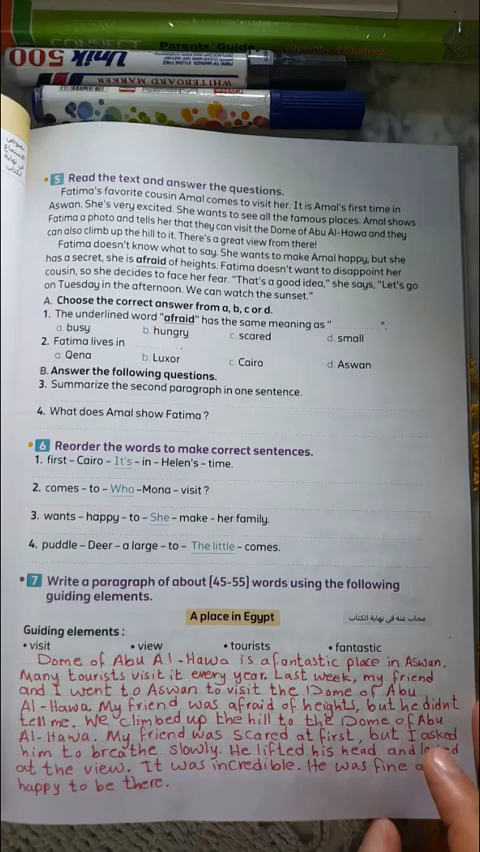 CONNECT Parents' Guide
Unik 500
WHITEBOARD MARKER
نصوص
الاستماع
في نهاية
الكتاب
5 Read the text and answer the questions.
Fatima's favorite cousin Amal comes to visit her. It is Amal's first time in
Aswan. She's very excited. She wants to see all the famous places. Amal shows
Fatima a photo and tells her that they can visit the Dome of Abu Al-Hawa and they
can also climb up the hill to it. There's a great view from there!
Fatima doesn't know what to say. She wants to make Amal happy, but she
has a secret, she is afraid of heights. Fatima doesn't want to disappoint her
cousin, so she decides to face her fear. "That's a good idea," she says, "Let's go
on Tuesday in the afternoon. We can watch the sunset."
A. Choose the correct answer from a, b, c or d.
1. The underlined word "afraid" has the same meaning as "..........".
a. busy b. hungry c. scared d. small
2. Fatima lives in ..........
a. Qena b. Luxor c. Cairo d. Aswan
B. Answer the following questions.
3. Summarize the second paragraph in one sentence.
4. What does Amal show Fatima ?
6 Reorder the words to make correct sentences.
1. first – Cairo – It's – in – Helen's – time.
2. comes – to – Who –Mona – visit ?
3. wants – happy – to – She – make - her family.
4. puddle – Deer – a large – to – The little – comes.
7 Write a paragraph of about (45-55) words using the following
guiding elements.
A place in Egypt
مجاب عنه في نهاية الكتاب
Guiding elements :
• visit • view • tourists • fantastic
Dome of Abu Al-Hawa is a fantastic place in Aswan.
Many tourists visit it every year. Last week, my friend
and I went to Aswan to visit the Dome of Abu
Al-Hawa. My friend was afraid of heights, but he didn't
tell me. We climbed up the hill to the Dome of Abu
Al-Hawa. My friend was scared at first, but I asked
him to breathe slowly. He lifted his head and
at the view. It was incredible. He was fine
happy to be there.